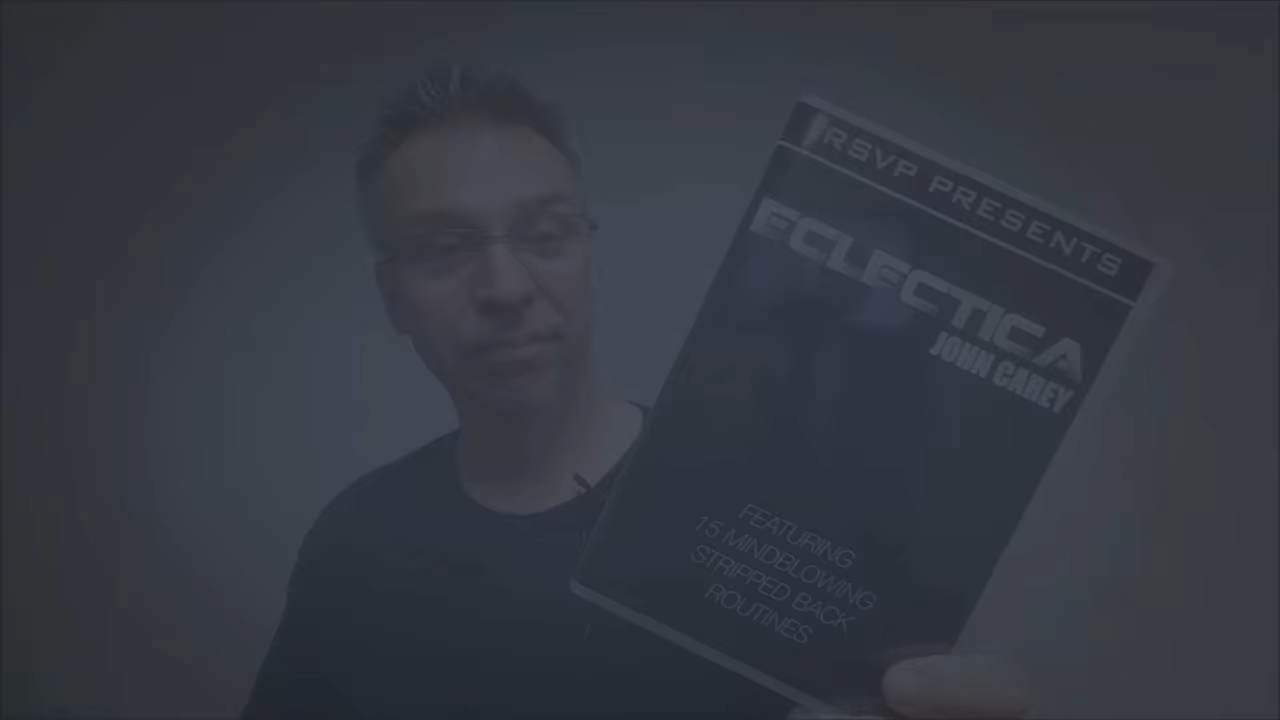 RSVP PRESENTS
ECLECTICA
JOHN CAREY
FEATURING
15 MINDBLOWING
STRIPPED BACK
ROUTINES